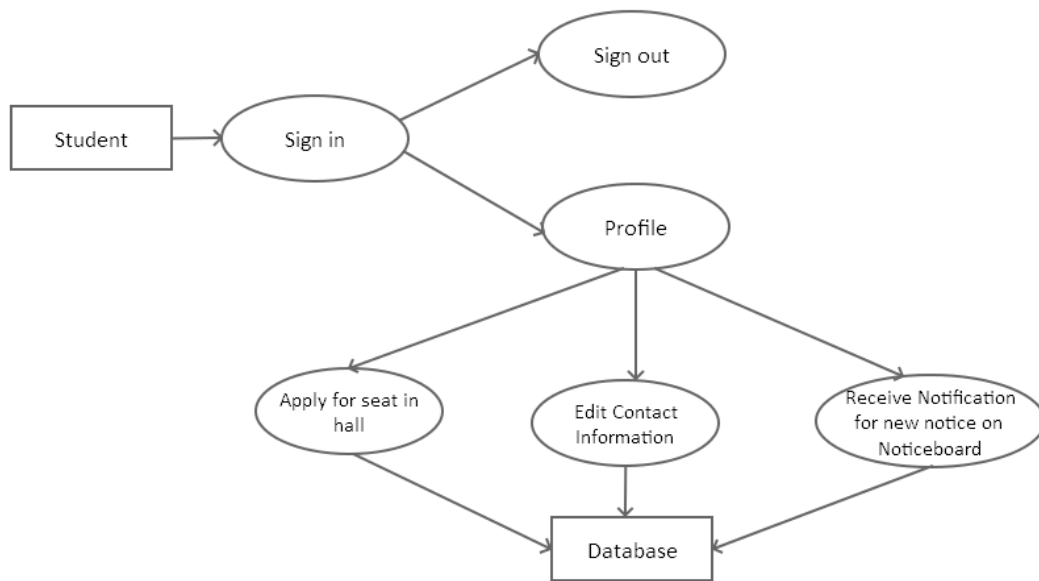 Sign out
Student
Sign in
Profile
Apply for seat in
hall
Edit Contact
Information
Receive Notification
for new notice on
Noticeboard
Database